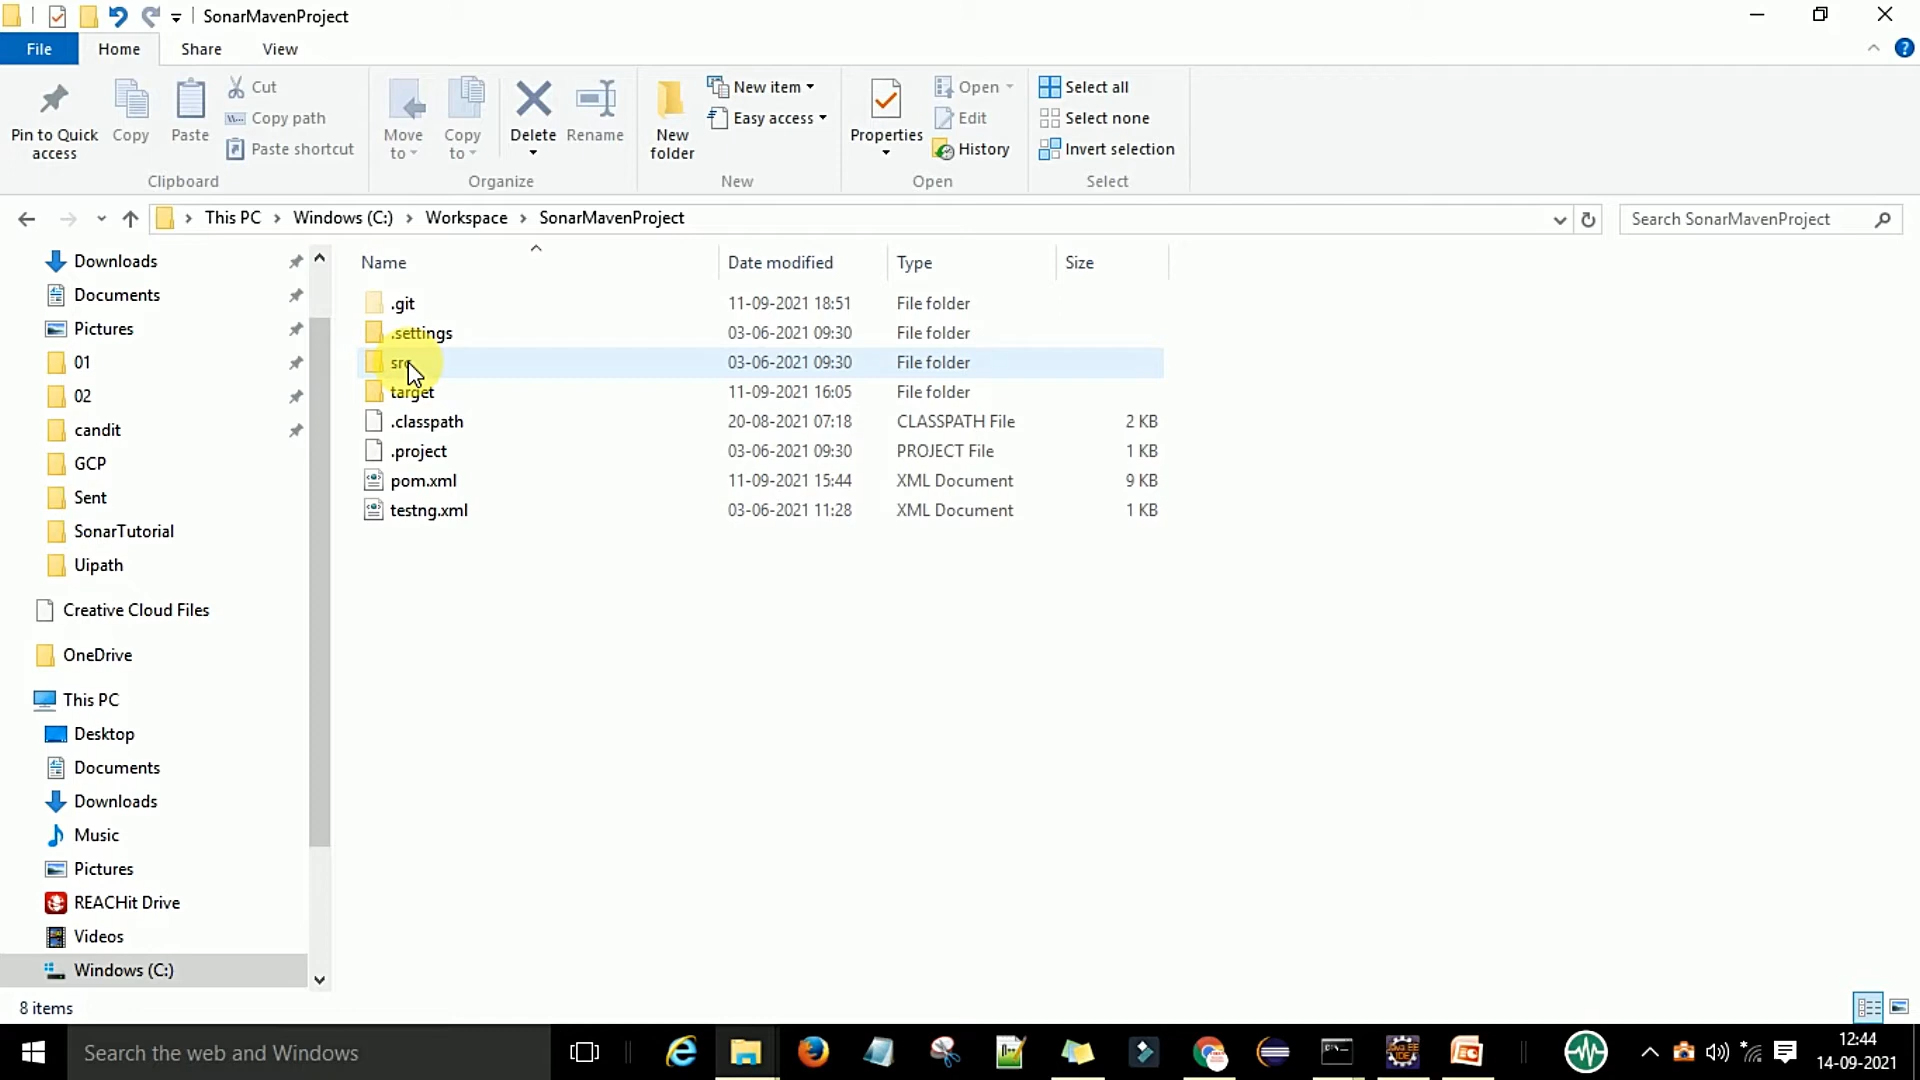 SonarMavenProject
File Home Share View
Pin to Quick access
Copy
Paste
Cut
Copy path
Paste shortcut
Clipboard
Move to
Copy to
Delete
Rename
Organize
New folder
New item
Easy access
New
Properties
Open
Edit
History
Open
Select all
Select none
Invert selection
Select
This PC > Windows (C:) > Workspace > SonarMavenProject
Search SonarMavenProject
Downloads
Documents
Pictures
01
02
candit
GCP
Sent
SonarTutorial
Uipath
Creative Cloud Files
OneDrive
This PC
Desktop
Documents
Downloads
Music
Pictures
REACHit Drive
Videos
Windows (C:)
Name Date modified Type Size
.git 11-09-2021 18:51 File folder
.settings 03-06-2021 09:30 File folder
src 03-06-2021 09:30 File folder
target 11-09-2021 16:05 File folder
.classpath 20-08-2021 07:18 CLASSPATH File 2 KB
.project 03-06-2021 09:30 PROJECT File 1 KB
pom.xml 11-09-2021 15:44 XML Document 9 KB
testng.xml 03-06-2021 11:28 XML Document 1 KB
8 items
Search the web and Windows
12:44
14-09-2021